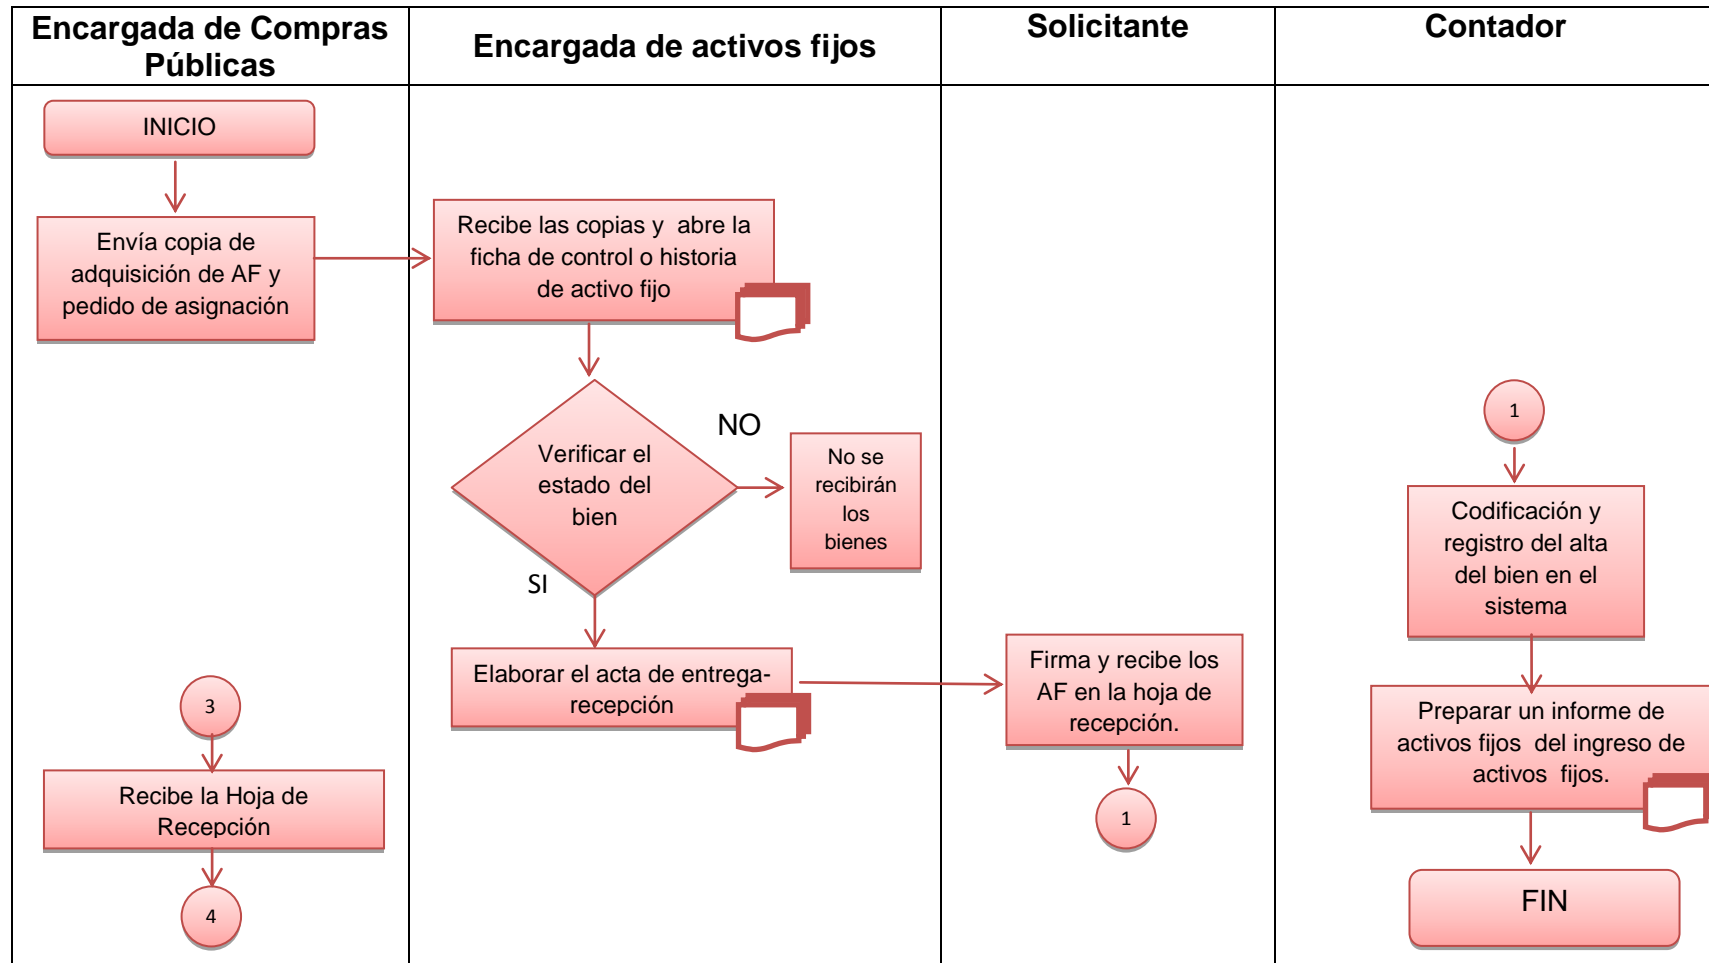 Encargada de Compras
Públicas
Encargada de activos fijos
Solicitante
Contador
INICIO
Envía copia de
adquisición de AF y
pedido de asignación
3
Recibe la Hoja de
Recepción
4
Recibe las copias y abre la
ficha de control o historia
de activo fijo
Verificar el
estado del
bien
NO
No se
recibirán
los
bienes
SI
Elaborar el acta de entrega-
recepción
Firma y recibe los
AF en la hoja de
recepción.
1
1
Codificación y
registro del alta
del bien en el
sistema
Preparar un informe de
activos fijos del ingreso de
activos fijos.
FIN